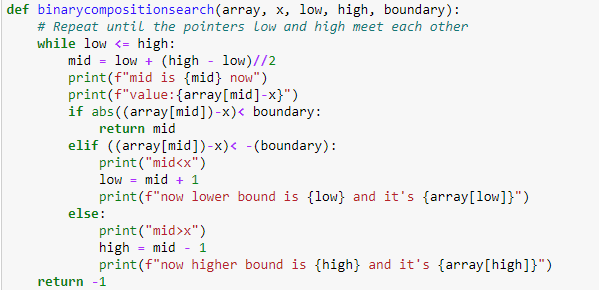 def binarycompositionsearch(array, x, low, high, boundary):
    # Repeat until the pointers low and high meet each other
    while low <= high:
        mid = low + (high - low)//2
        print(f"mid is {mid} now")
        print(f"value:{array[mid]-x}")
        if abs((array[mid])-x)< boundary:
            return mid
        elif ((array[mid])-x)< -(boundary):
            print("mid<x")
            low = mid + 1
            print(f"now lower bound is {low} and it's {array[low]}")
        else:
            print("mid>x")
            high = mid - 1
            print(f"now higher bound is {high} and it's {array[high]}")
    return -1